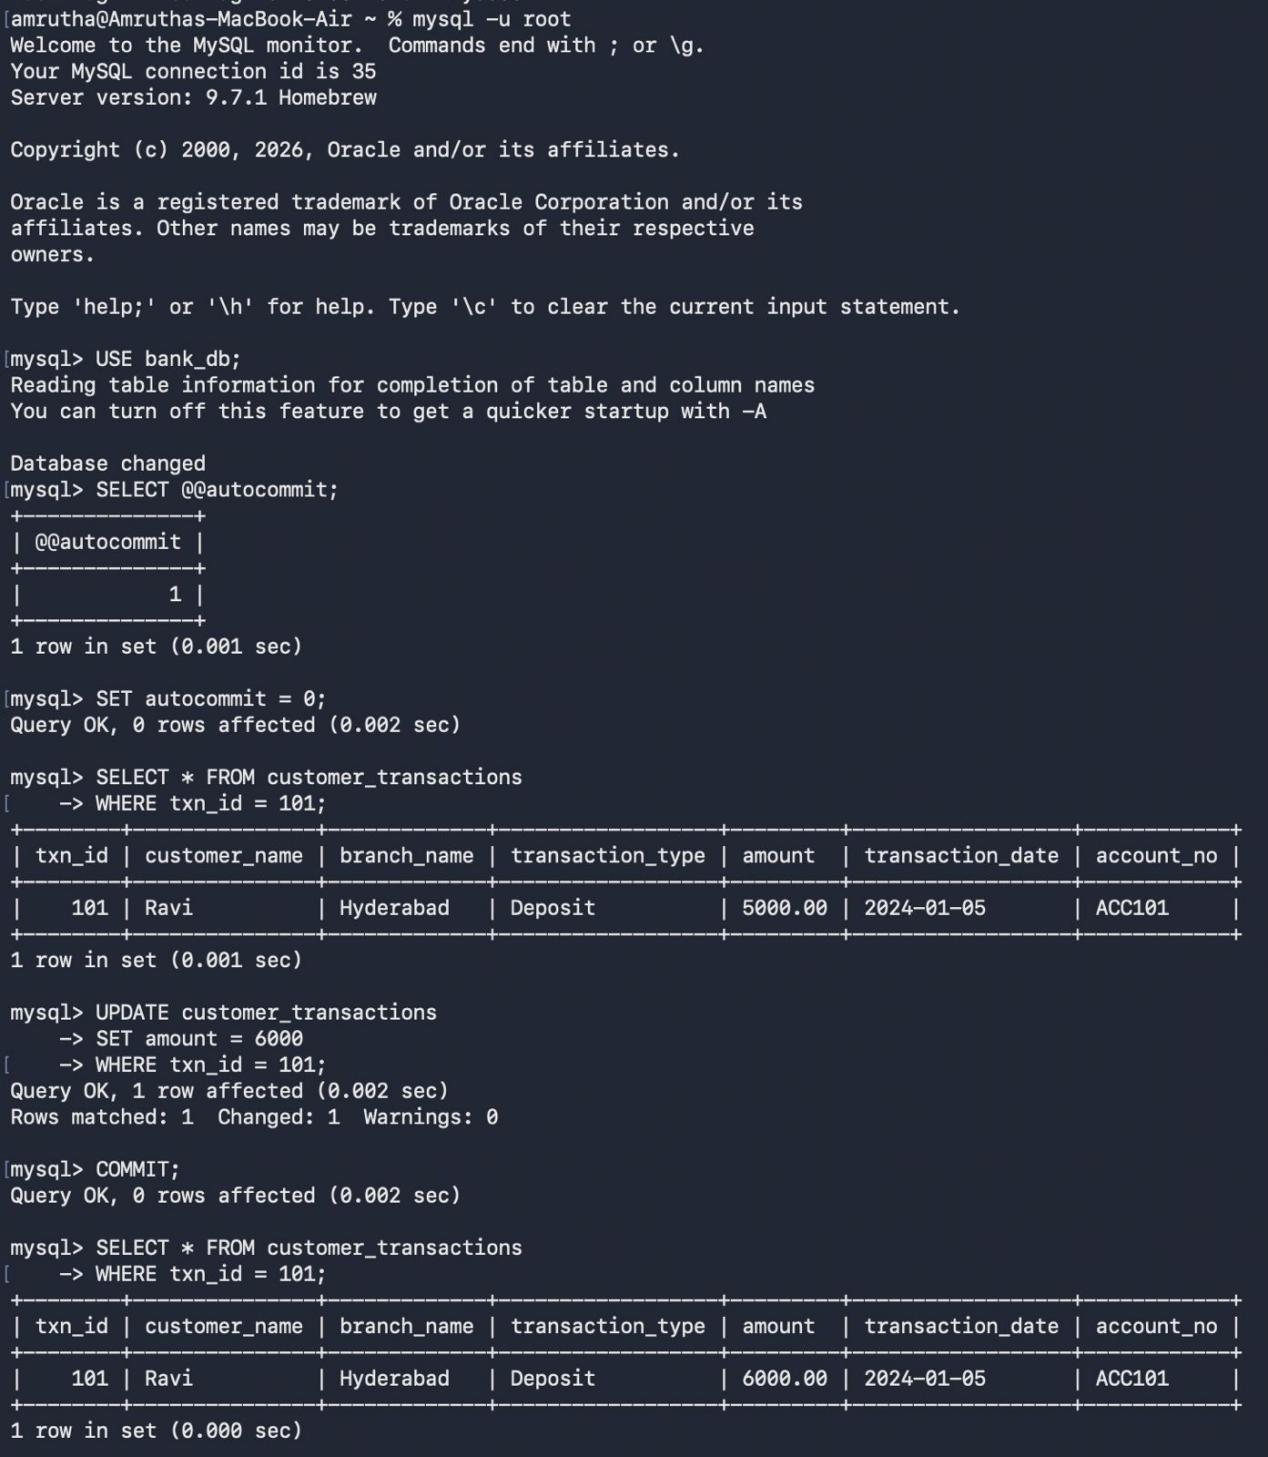 [amrutha@Amruthas-MacBook-Air ~ % mysql -u root
Welcome to the MySQL monitor.  Commands end with ; or \g.
Your MySQL connection id is 35
Server version: 9.7.1 Homebrew

Copyright (c) 2000, 2026, Oracle and/or its affiliates.

Oracle is a registered trademark of Oracle Corporation and/or its
affiliates. Other names may be trademarks of their respective
owners.

Type 'help;' or '\h' for help. Type '\c' to clear the current input statement.

[mysql> USE bank_db;
Reading table information for completion of table and column names
You can turn off this feature to get a quicker startup with -A

Database changed
[mysql> SELECT @@autocommit;
+--------------+
| @@autocommit |
+--------------+
|            1 |
+--------------+
1 row in set (0.001 sec)

[mysql> SET autocommit = 0;
Query OK, 0 rows affected (0.002 sec)

mysql> SELECT * FROM customer_transactions
[    -> WHERE txn_id = 101;
+--------+---------------+-------------+------------------+---------+------------------+------------+
| txn_id | customer_name | branch_name | transaction_type | amount  | transaction_date | account_no |
+--------+---------------+-------------+------------------+---------+------------------+------------+
|    101 | Ravi          | Hyderabad   | Deposit          | 5000.00 | 2024-01-05       | ACC101     |
+--------+---------------+-------------+------------------+---------+------------------+------------+
1 row in set (0.001 sec)

mysql> UPDATE customer_transactions
    -> SET amount = 6000
[    -> WHERE txn_id = 101;
Query OK, 1 row affected (0.002 sec)
Rows matched: 1  Changed: 1  Warnings: 0

[mysql> COMMIT;
Query OK, 0 rows affected (0.002 sec)

mysql> SELECT * FROM customer_transactions
[    -> WHERE txn_id = 101;
+--------+---------------+-------------+------------------+---------+------------------+------------+
| txn_id | customer_name | branch_name | transaction_type | amount  | transaction_date | account_no |
+--------+---------------+-------------+------------------+---------+------------------+------------+
|    101 | Ravi          | Hyderabad   | Deposit          | 6000.00 | 2024-01-05       | ACC101     |
+--------+---------------+-------------+------------------+---------+------------------+------------+
1 row in set (0.000 sec)